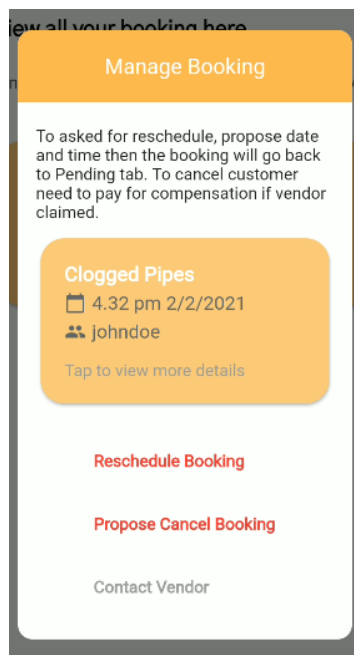 iew all your booking here
Manage Booking
To asked for reschedule, propose date
and time then the booking will go back
to Pending tab. To cancel customer
need to pay for compensation if vendor
claimed.
Clogged Pipes
4.32 pm 2/2/2021
johndoe
Tap to view more details
Reschedule Booking
Propose Cancel Booking
Contact Vendor